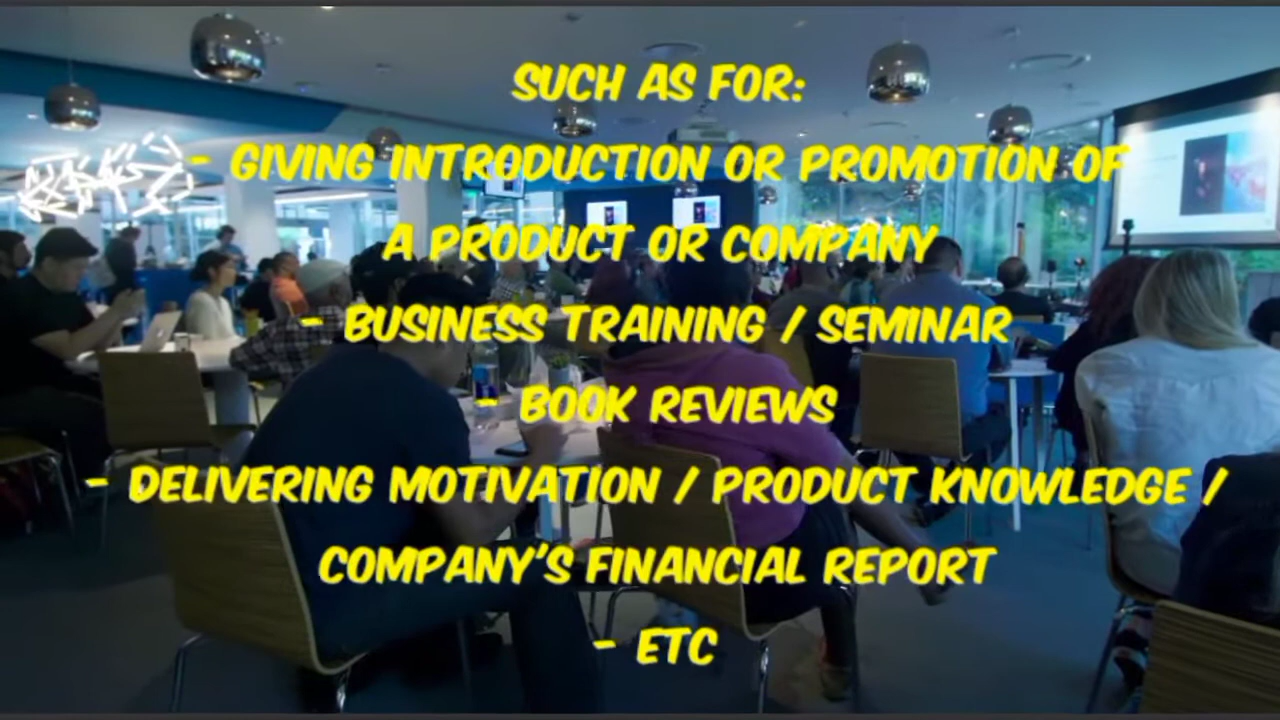 SUCH AS FOR:
- GIVING INTRODUCTION OR PROMOTION OF
A PRODUCT OR COMPANY
- BUSINESS TRAINING / SEMINAR
- BOOK REVIEWS
- DELIVERING MOTIVATION / PRODUCT KNOWLEDGE /
COMPANY'S FINANCIAL REPORT
- ETC